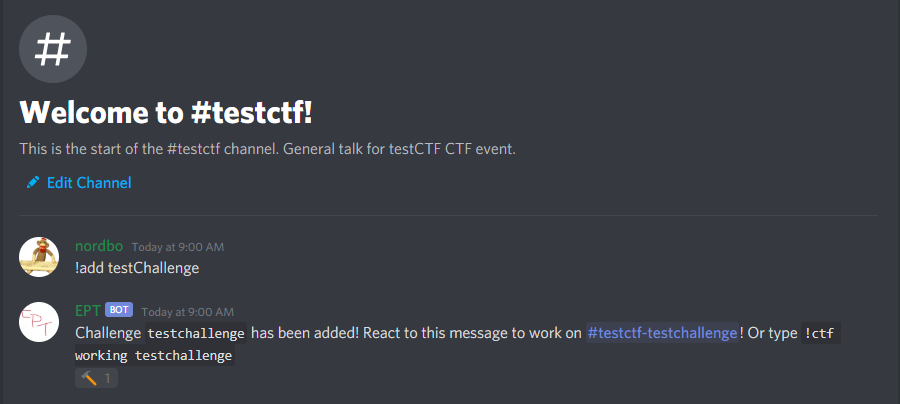 #
Welcome to #testctf!
This is the start of the #testctf channel. General talk for testCTF CTF event.
Edit Channel
nordbo Today at 9:00 AM
!add testChallenge
EPT
EPT BOT Today at 9:00 AM
Challenge testchallenge has been added! React to this message to work on #testctf-testchallenge! Or type !ctf
working testchallenge
1